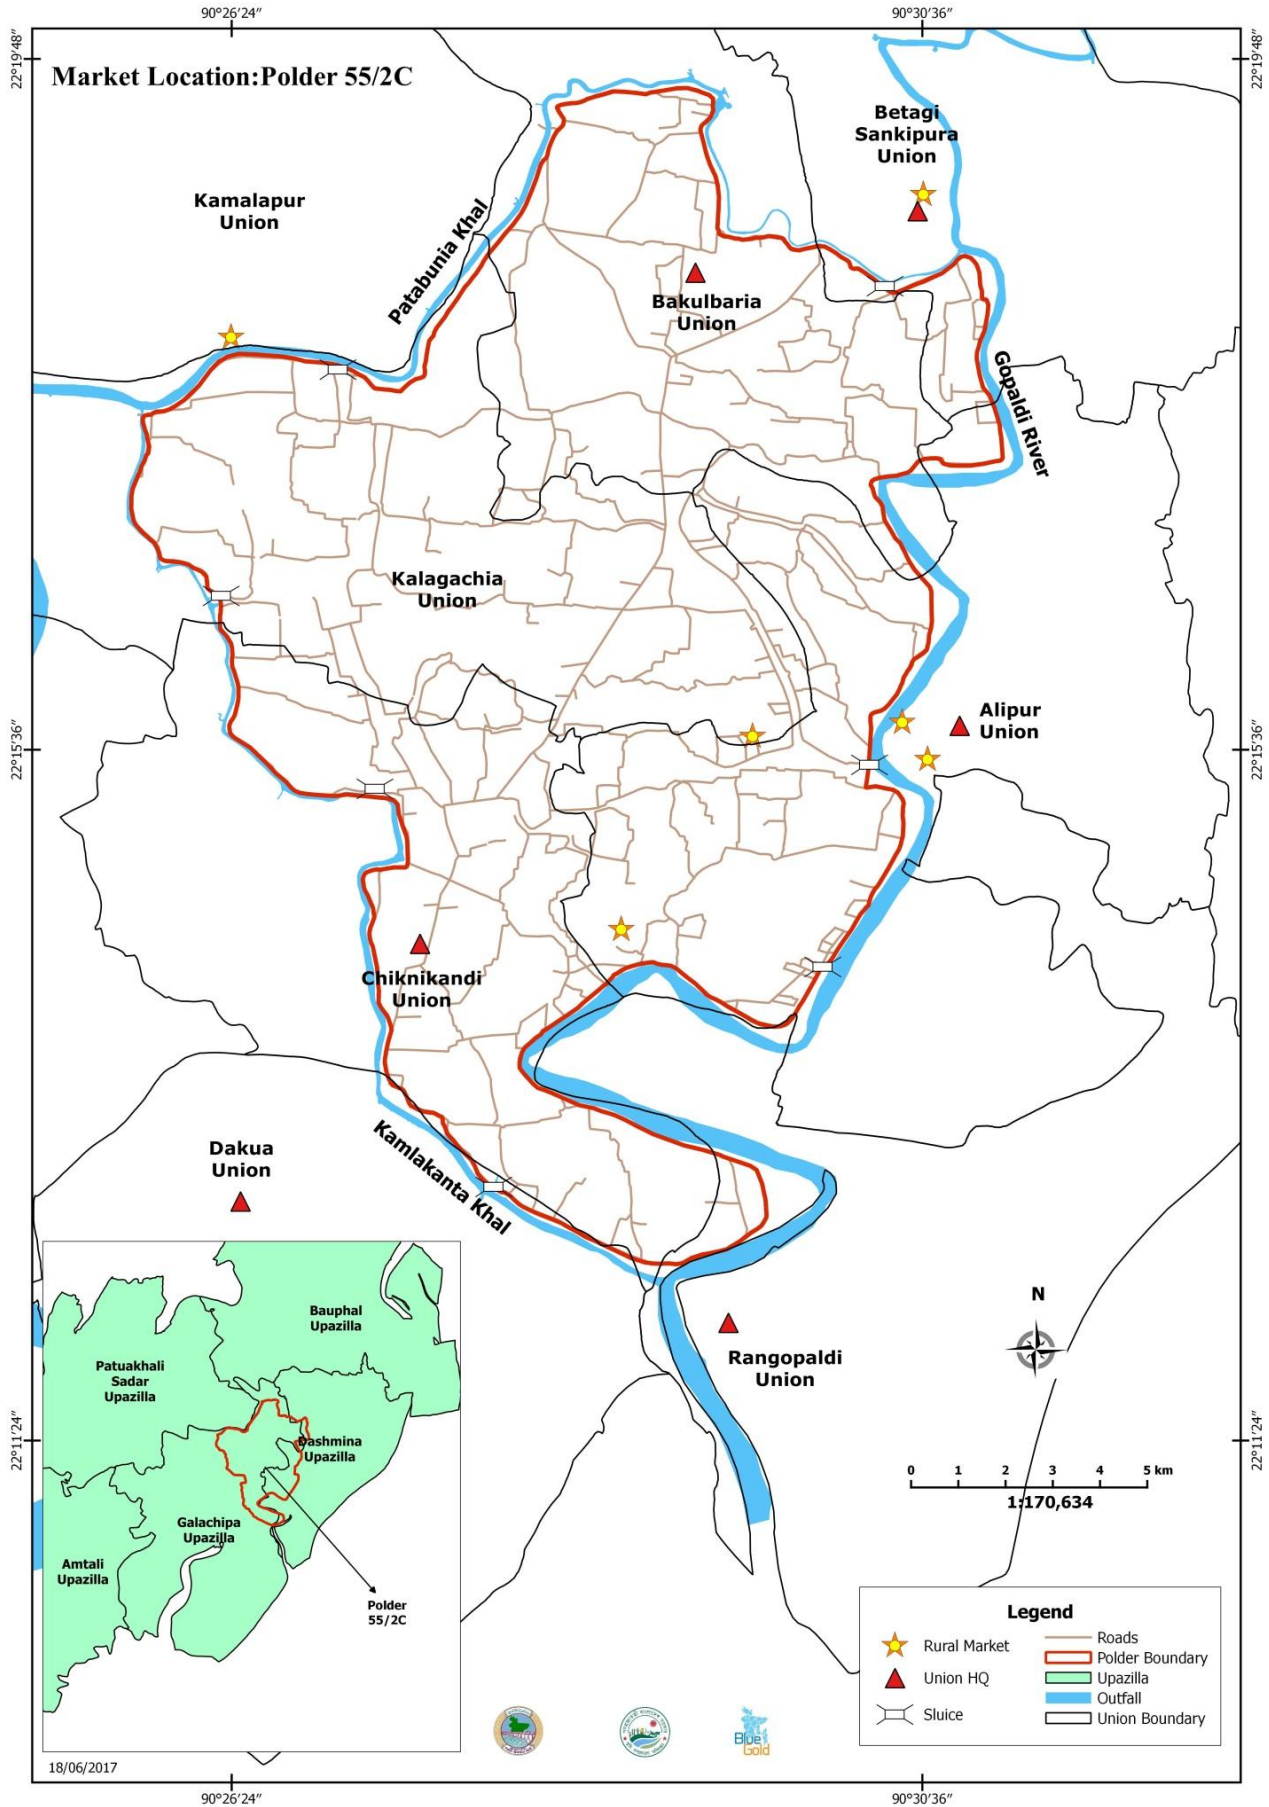 90°26′24″
90°30′36″
22°19′48″
22°19′48″
Market Location:Polder 55/2C
Betagi
Sankipura
Union
Kamalapur
Union
Patabunia Khal
Bakulbaria
Union
Gopaldi River
Kalagachia
Union
Alipur
Union
22°15′36″
22°15′36″
Chiknikandi
Union
Dakua
Union
Kamlakanta Khal
Rangopaldi
Union
N
Bauphal
Upazilla
Patuakhali
Sadar
Upazilla
Dashmina
Upazilla
Galachipa
Upazilla
Amtali
Upazilla
Polder
55/2C
22°11′24″
22°11′24″
0 1 2 3 4 5 km
1:170,634
Legend
Rural Market
Union HQ
Sluice
Roads
Polder Boundary
Upazilla
Outfall
Union Boundary
Blue
Gold
18/06/2017
90°26′24″
90°30′36″